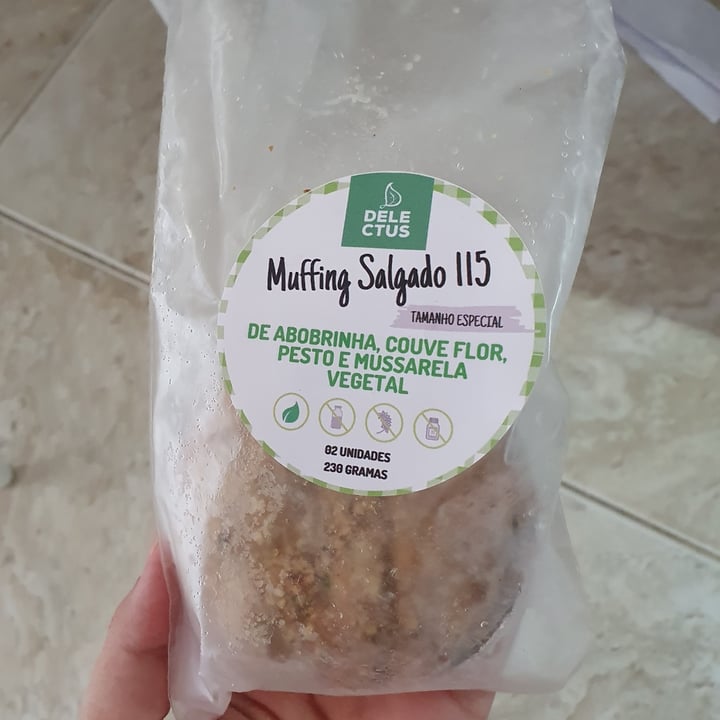 DELE
CTUS
Muffing Salgado 115
TAMANHO ESPECIAL
DE ABOBRINHA, COUVE FLOR,
PESTO E MUSSARELA
VEGETAL
02 UNIDADES
230 GRAMAS